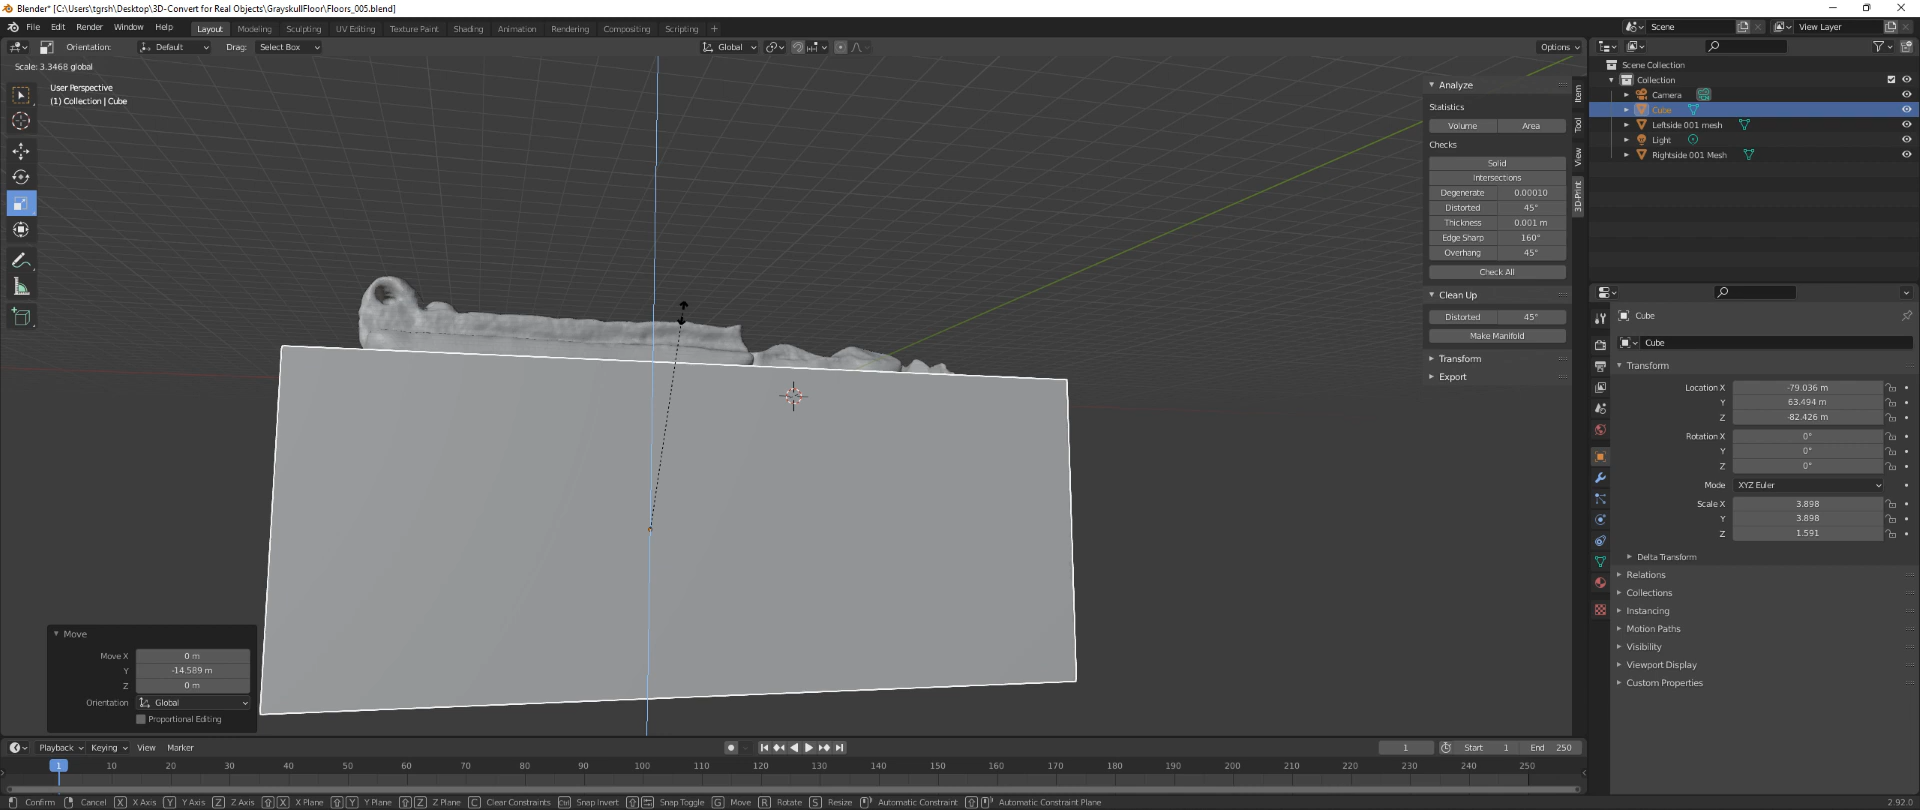 Blender* [C:\Users\tgrsh\Desktop\3D-Convert for Real Objects\GrayskullFloor\Floors_005.blend]
File Edit Render Window Help Layout Modeling Sculpting UV Editing Texture Paint Shading Animation Rendering Compositing Scripting + Scene View Layer
Orientation: Default Drag: Select Box Global Options
Scale: 3.3468 global
User Perspective
(1) Collection | Cube
Analyze
Statistics
Volume Area
Checks
Solid
Intersections
Degenerate 0.00010
Distorted 45°
Thickness 0.001 m
Edge Sharp 160°
Overhang 45°
Check All
Clean Up
Distorted 45°
Make Manifold
Transform
Export
Item
Tool
View
3D-Print
Scene Collection
Collection
Camera
Cube
Leftside 001 mesh
Light
Rightside 001 Mesh
Cube
Cube
Transform
Location X -79.036 m
Y 63.494 m
Z -82.426 m
Rotation X 0°
Y 0°
Z 0°
Mode XYZ Euler
Scale X 3.898
Y 3.898
Z 1.591
Delta Transform
Relations
Collections
Instancing
Motion Paths
Visibility
Viewport Display
Custom Properties
Move
Move X 0 m
Y -14.589 m
Z 0 m
Orientation Global
Proportional Editing
Playback Keying View Marker 1 Start 1 End 250
1 10 20 30 40 50 60 70 80 90 100 110 120 130 140 150 160 170 180 190 200 210 220 230 240 250
Confirm Cancel X X Axis Y Y Axis Z Z Axis X X Plane Y Y Plane Z Z Plane C Clear Constraints Ctrl Snap Invert Snap Toggle G Move R Rotate S Resize Automatic Constraint Automatic Constraint Plane 2.92.0